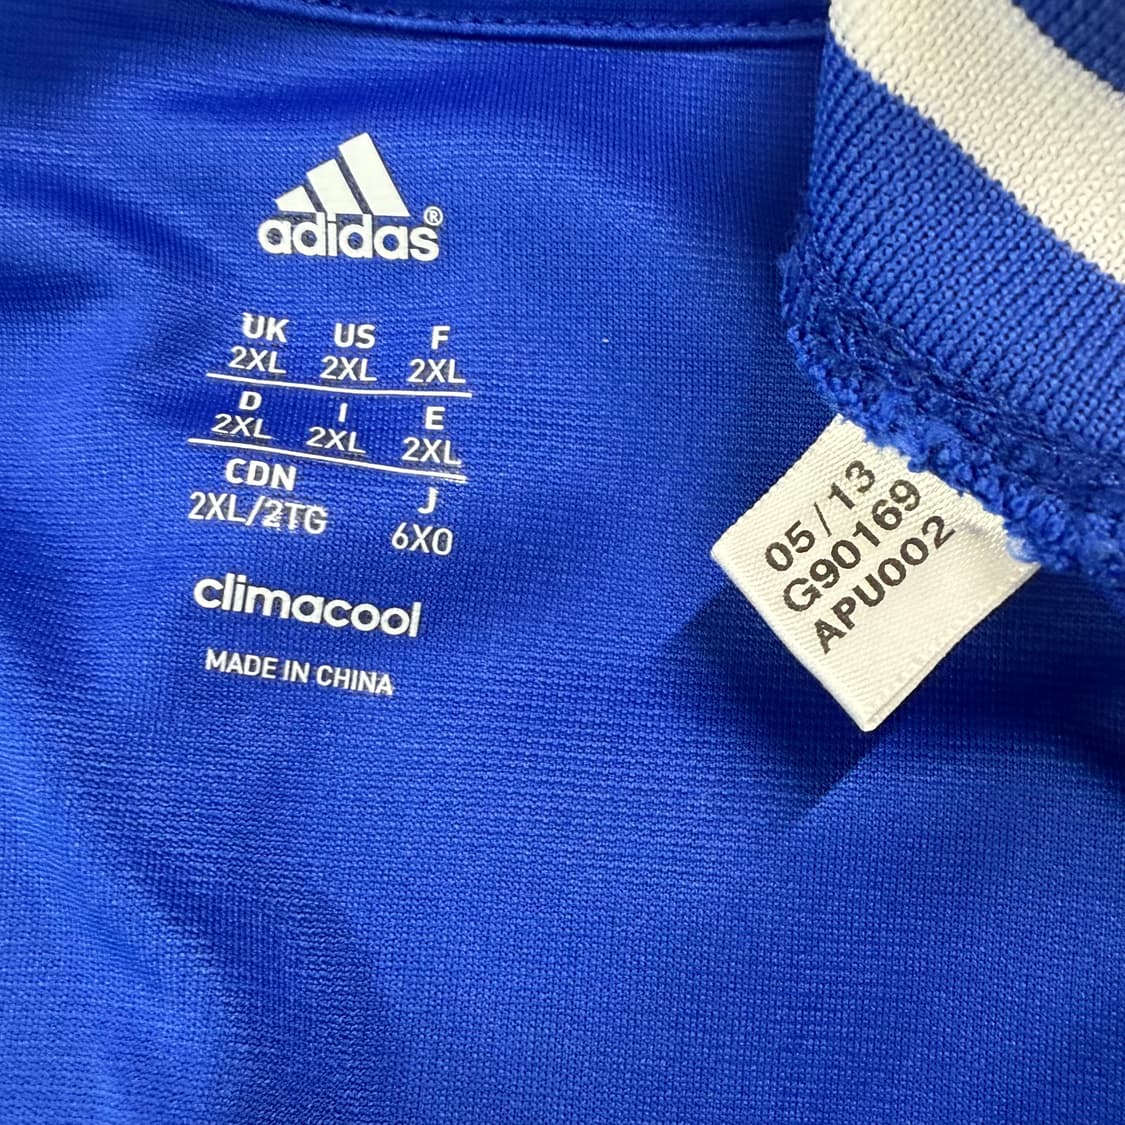 adidas®
UK US F
2XL 2XL 2XL
D I E
2XL 2XL 2XL
CDN J
2XL/2TG 6XO
climacool
MADE IN CHINA
05/13
G90169
APU002